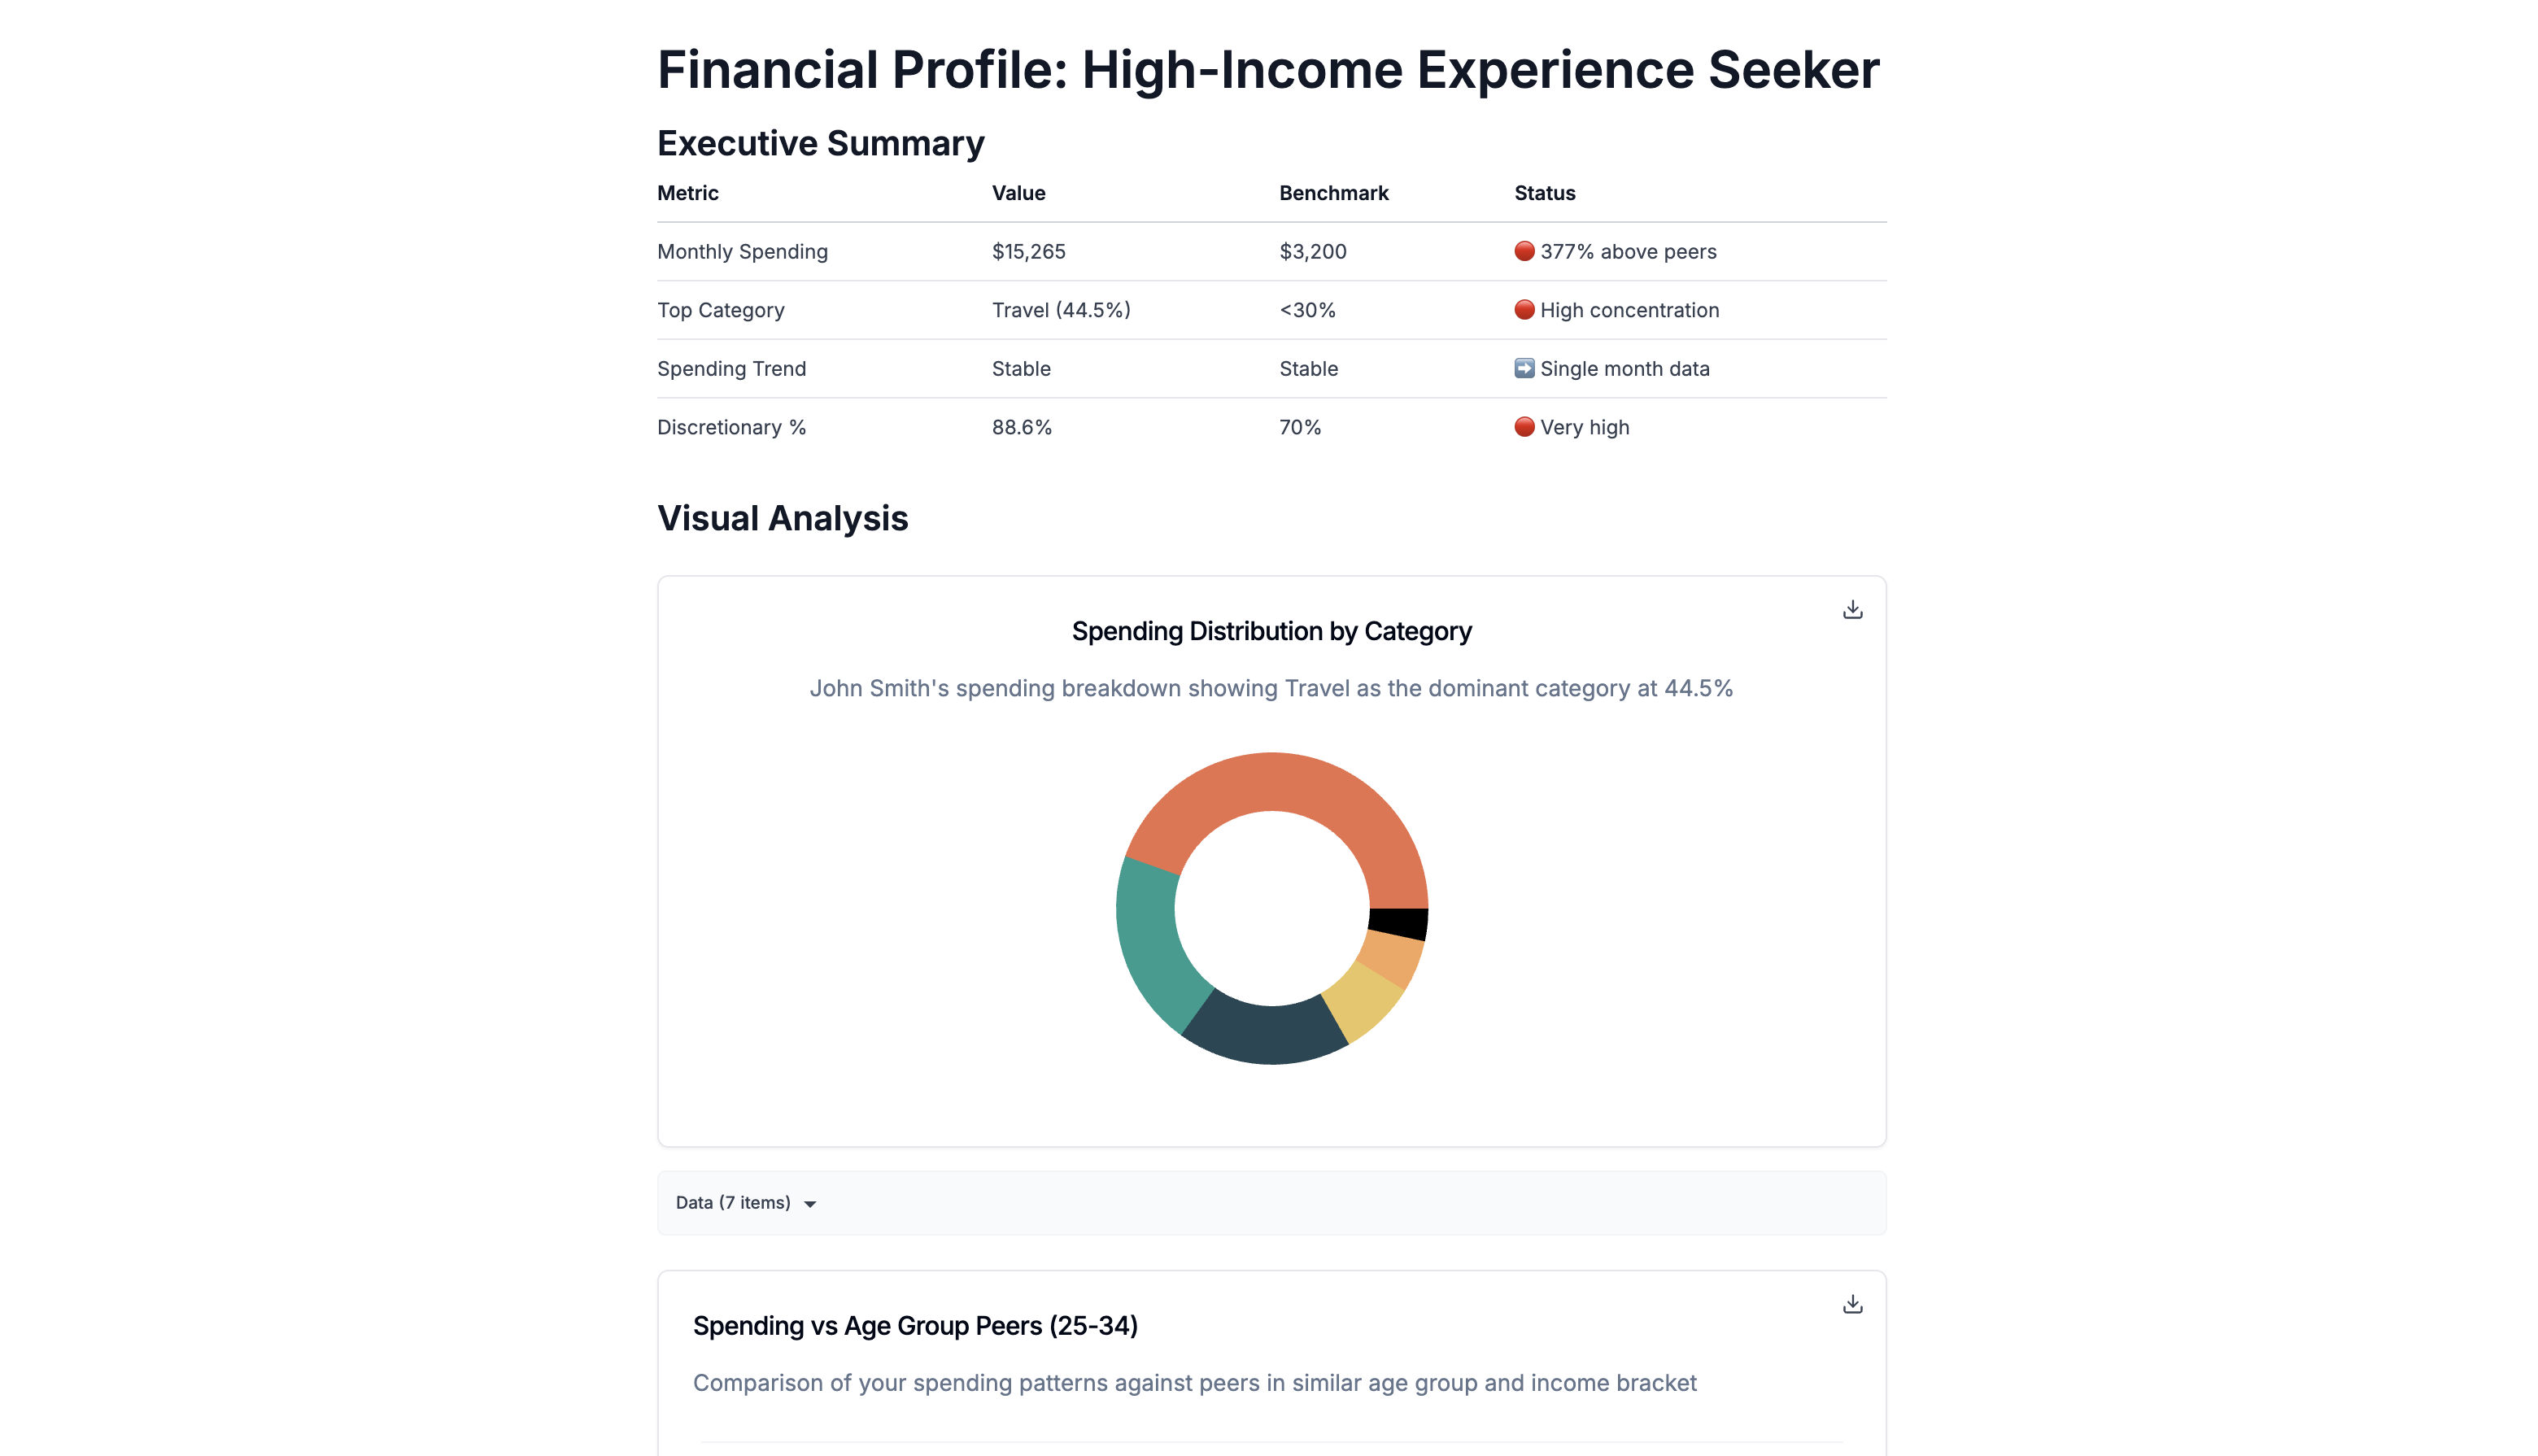 Financial Profile: High-Income Experience Seeker
Executive Summary
Metric Value Benchmark Status
Monthly Spending $15,265 $3,200 🔴 377% above peers
Top Category Travel (44.5%) <30% 🔴 High concentration
Spending Trend Stable Stable ➡️ Single month data
Discretionary % 88.6% 70% 🔴 Very high
Visual Analysis
Spending Distribution by Category
John Smith's spending breakdown showing Travel as the dominant category at 44.5%
Data (7 items)
Spending vs Age Group Peers (25-34)
Comparison of your spending patterns against peers in similar age group and income bracket